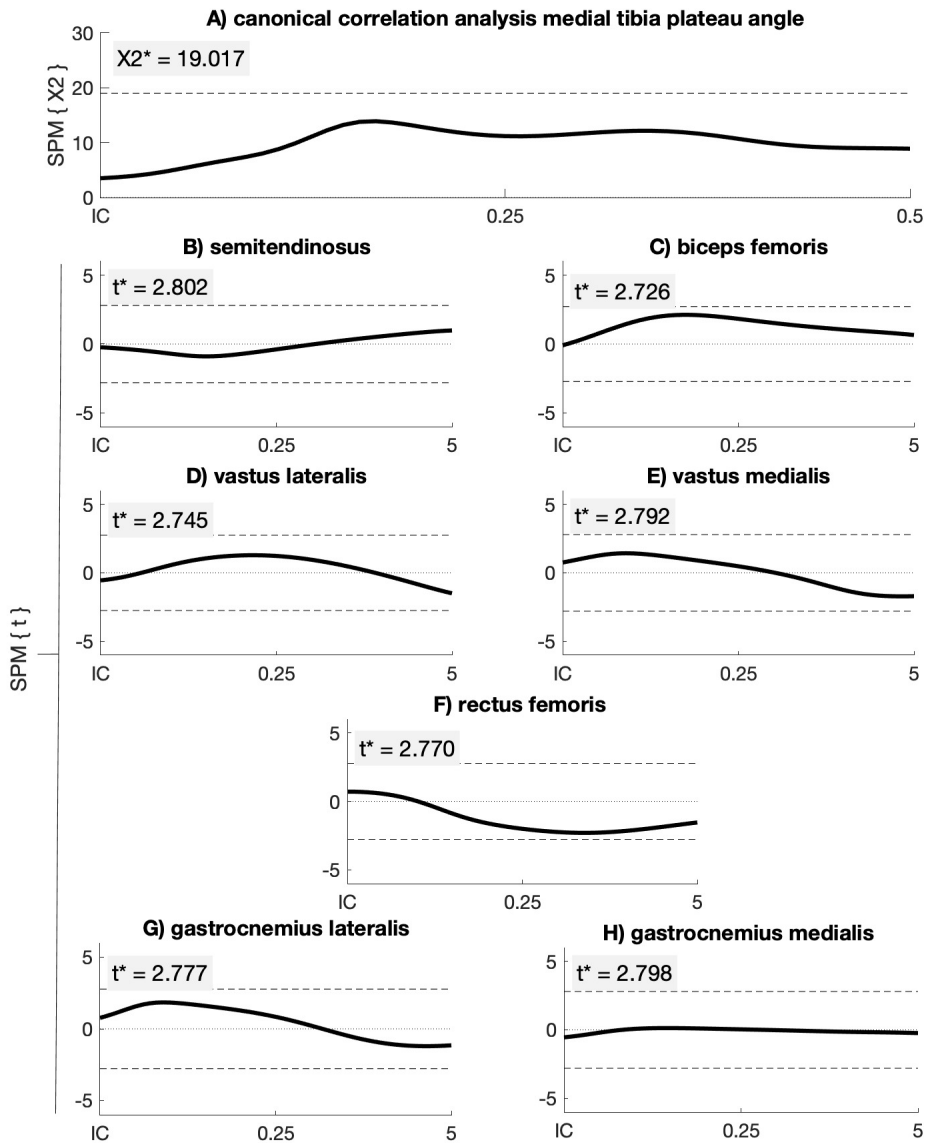 A) canonical correlation analysis medial tibia plateau angle
SPM { X2 }
30
20
10
0
X2* = 19.017
IC 0.25 0.5
SPM { t }
B) semitendinosus
5
0
-5
t* = 2.802
IC 0.25 5
C) biceps femoris
5
0
-5
t* = 2.726
IC 0.25 5
D) vastus lateralis
5
0
-5
t* = 2.745
IC 0.25 5
E) vastus medialis
5
0
-5
t* = 2.792
IC 0.25 5
F) rectus femoris
5
0
-5
t* = 2.770
IC 0.25 5
G) gastrocnemius lateralis
5
0
-5
t* = 2.777
IC 0.25 5
H) gastrocnemius medialis
5
0
-5
t* = 2.798
IC 0.25 5